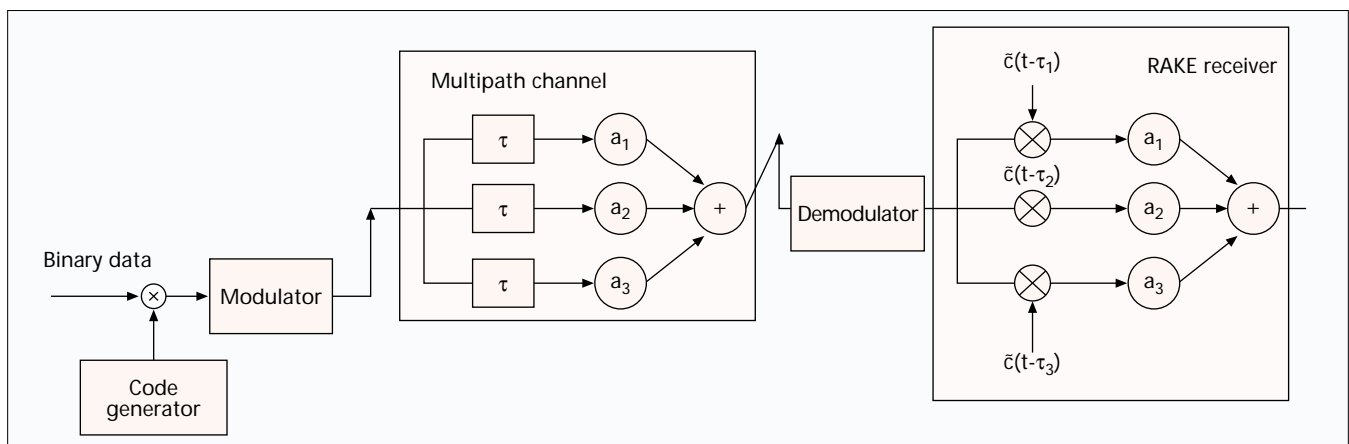 Binary data
×
Code
generator
Modulator
Multipath channel
τ
a1
τ
a2
τ
a3
+
Demodulator
RAKE receiver
c̃(t-τ1)
a1
c̃(t-τ2)
a2
a3
c̃(t-τ3)
+